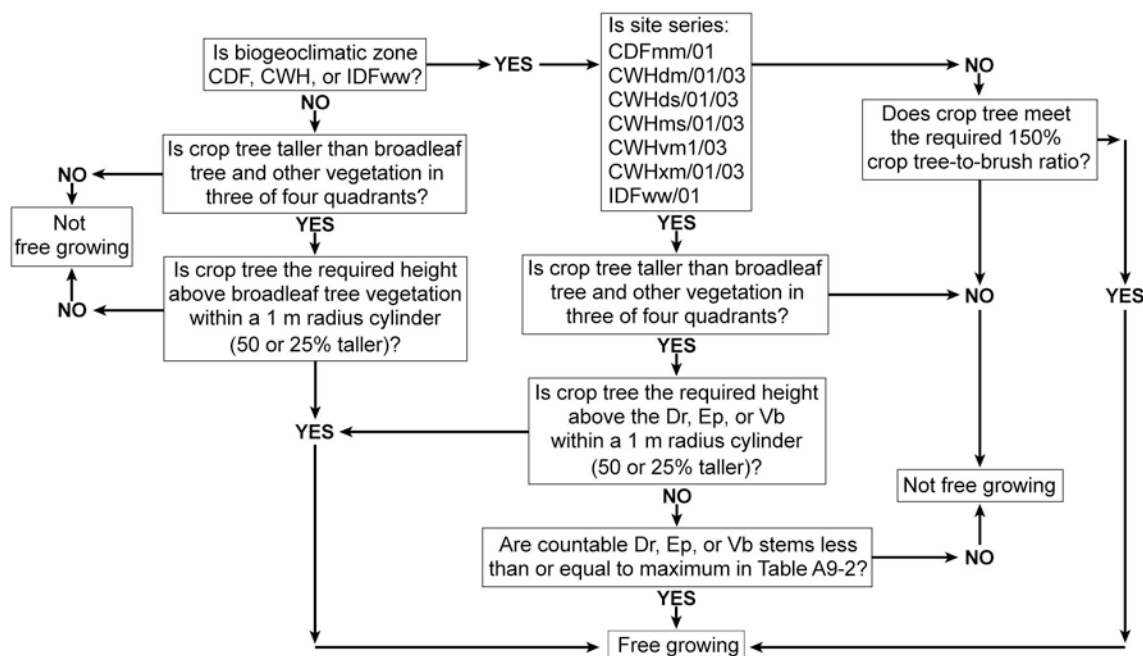 Is biogeoclimatic zone
CDF, CWH, or IDFww?
YES
Is site series:
CDFmm/01
CWHdm/01/03
CWHds/01/03
CWHms/01/03
CWHvm1/03
CWHxm/01/03
IDFww/01
NO
Does crop tree meet
the required 150%
crop tree-to-brush ratio?
NO
Is crop tree taller than broadleaf
tree and other vegetation in
three of four quadrants?
NO
Not
free growing
YES
Is crop tree the required height
above broadleaf tree vegetation
within a 1 m radius cylinder
(50 or 25% taller)?
NO
YES
Is crop tree taller than broadleaf
tree and other vegetation in
three of four quadrants?
NO
YES
YES
Is crop tree the required height
above the Dr, Ep, or Vb
within a 1 m radius cylinder
(50 or 25% taller)?
YES
NO
Not free growing
Are countable Dr, Ep, or Vb stems less
than or equal to maximum in Table A9-2?
NO
YES
Free growing